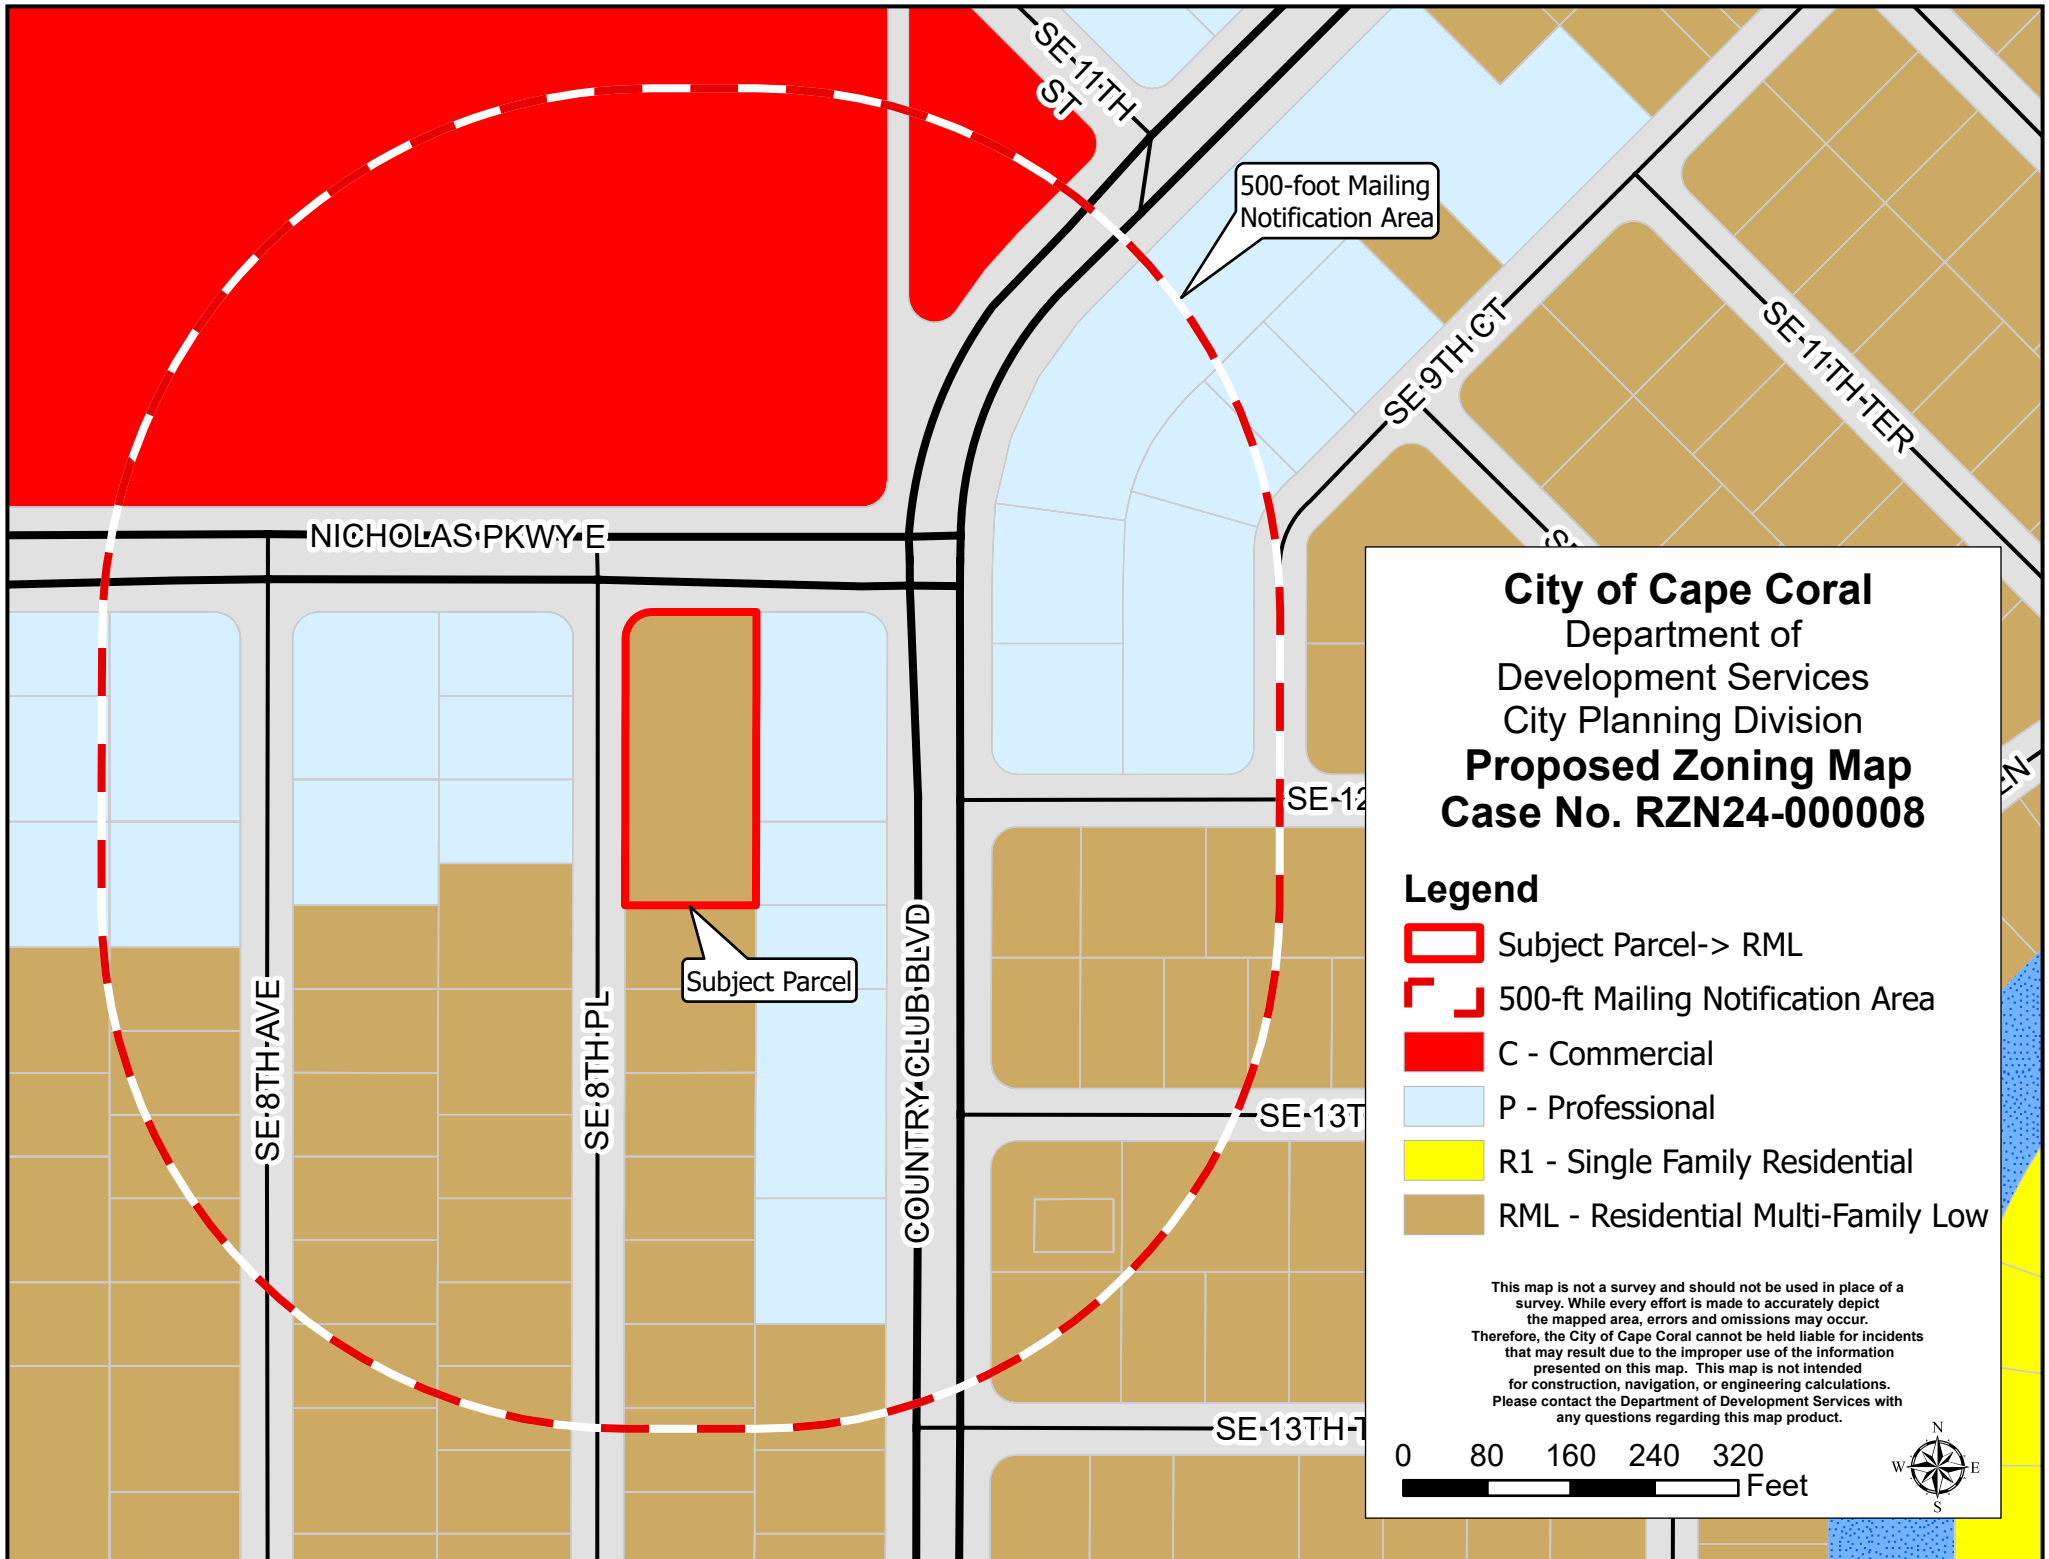 SE 11TH
ST
500-foot Mailing
Notification Area
SE 9TH CT
SE 11TH TER
NICHOLAS PKWY E
SE 12
Subject Parcel
SE 8TH AVE
SE 8TH PL
COUNTRY CLUB BLVD
SE 13T
SE 13TH T
City of Cape Coral
Department of
Development Services
City Planning Division
Proposed Zoning Map
Case No. RZN24-000008
Legend
Subject Parcel-> RML
500-ft Mailing Notification Area
C - Commercial
P - Professional
R1 - Single Family Residential
RML - Residential Multi-Family Low
This map is not a survey and should not be used in place of a
survey. While every effort is made to accurately depict
the mapped area, errors and omissions may occur.
Therefore, the City of Cape Coral cannot be held liable for incidents
that may result due to the improper use of the information
presented on this map. This map is not intended
for construction, navigation, or engineering calculations.
Please contact the Department of Development Services with
any questions regarding this map product.
0 80 160 240 320
Feet
N
W E
S